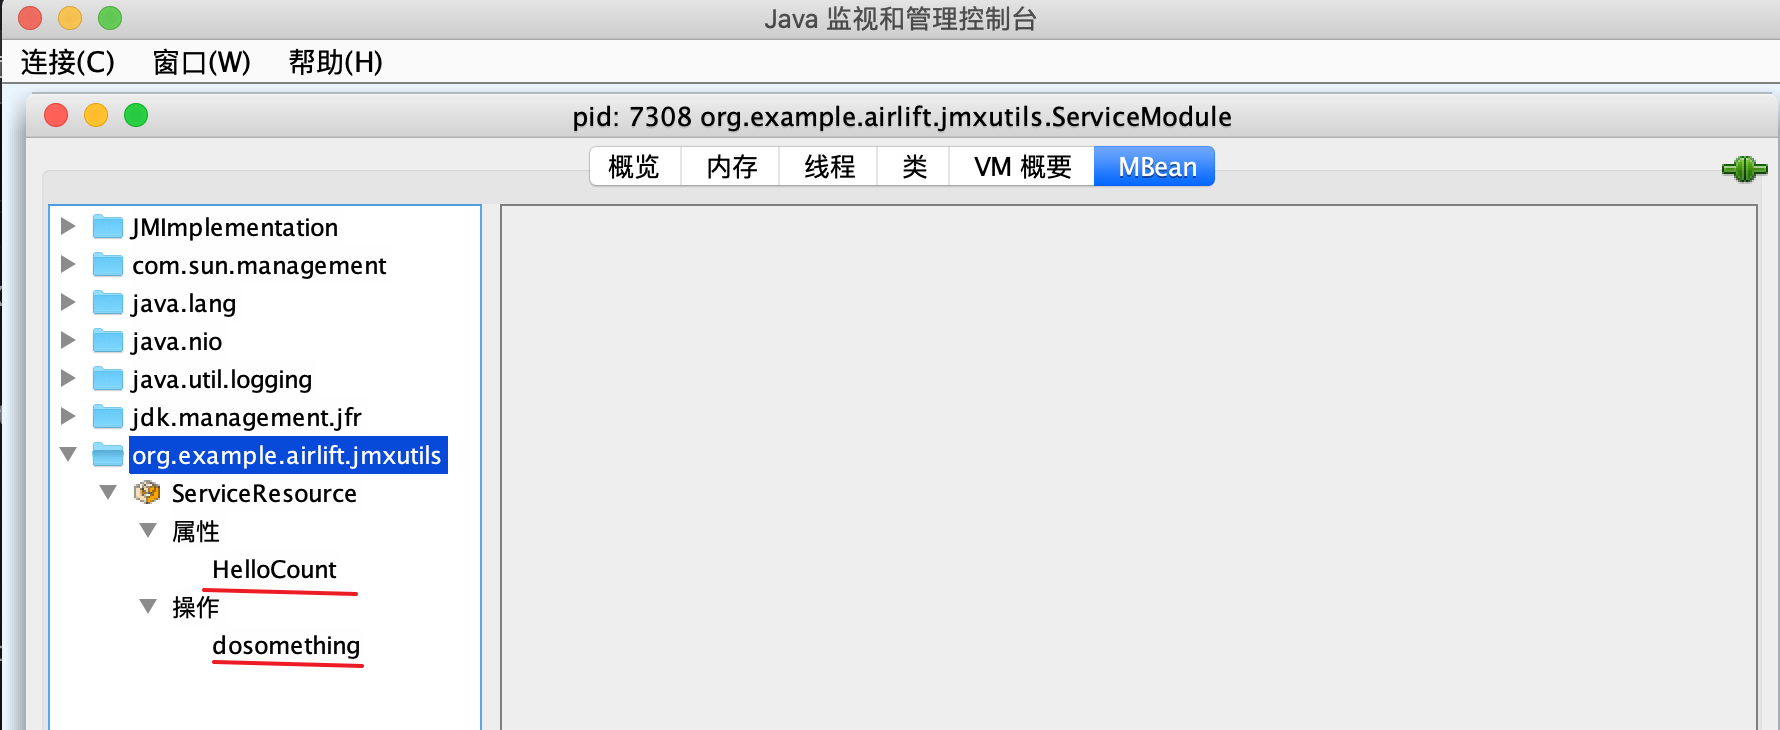 Java 监视和管理控制台
连接(C) 窗口(W) 帮助(H)
pid: 7308 org.example.airlift.jmxutils.ServiceModule
概览 内存 线程 类 VM 概要 MBean
JMImplementation
com.sun.management
java.lang
java.nio
java.util.logging
jdk.management.jfr
org.example.airlift.jmxutils
ServiceResource
属性
HelloCount
操作
dosomething